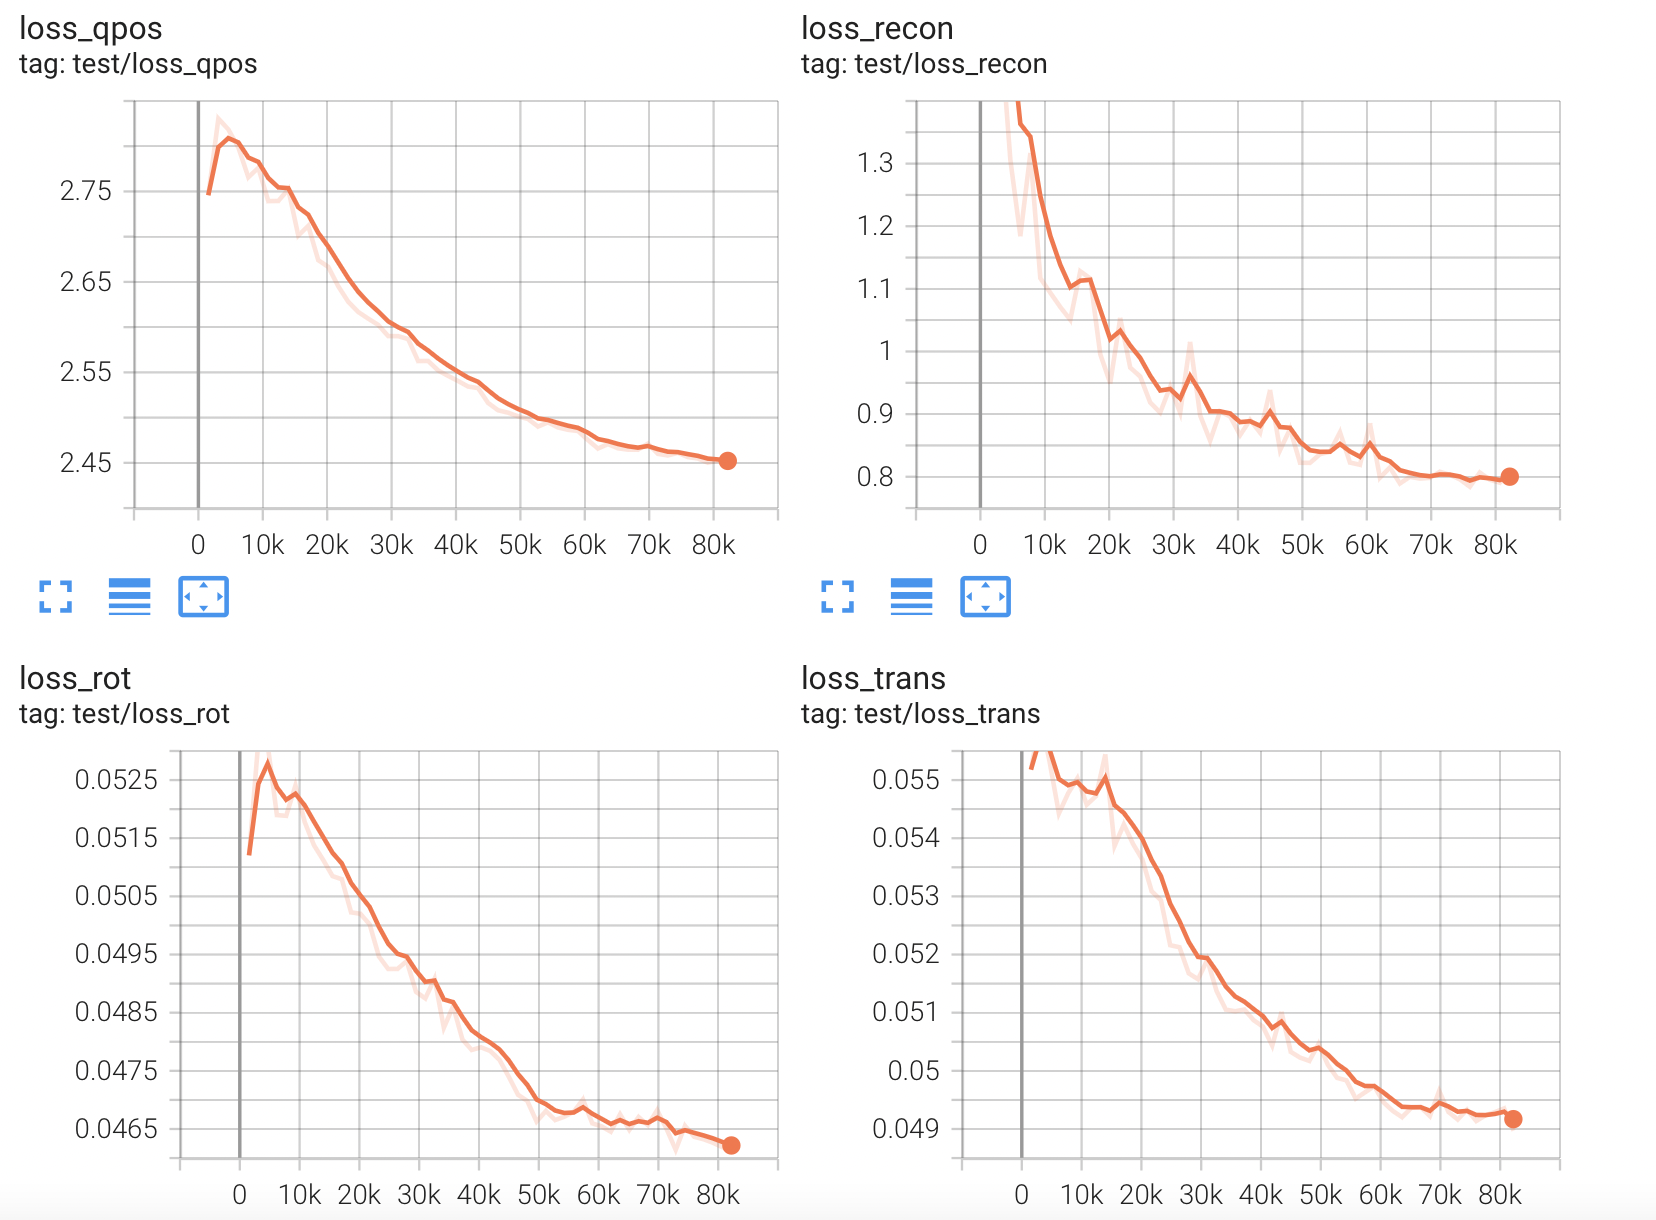 loss_qpos
tag: test/loss_qpos
2.75
2.65
2.55
2.45
0 10k 20k 30k 40k 50k 60k 70k 80k
loss_recon
tag: test/loss_recon
1.3
1.2
1.1
1
0.9
0.8
0 10k 20k 30k 40k 50k 60k 70k 80k
loss_rot
tag: test/loss_rot
0.0525
0.0515
0.0505
0.0495
0.0485
0.0475
0.0465
0 10k 20k 30k 40k 50k 60k 70k 80k
loss_trans
tag: test/loss_trans
0.055
0.054
0.053
0.052
0.051
0.05
0.049
0 10k 20k 30k 40k 50k 60k 70k 80k